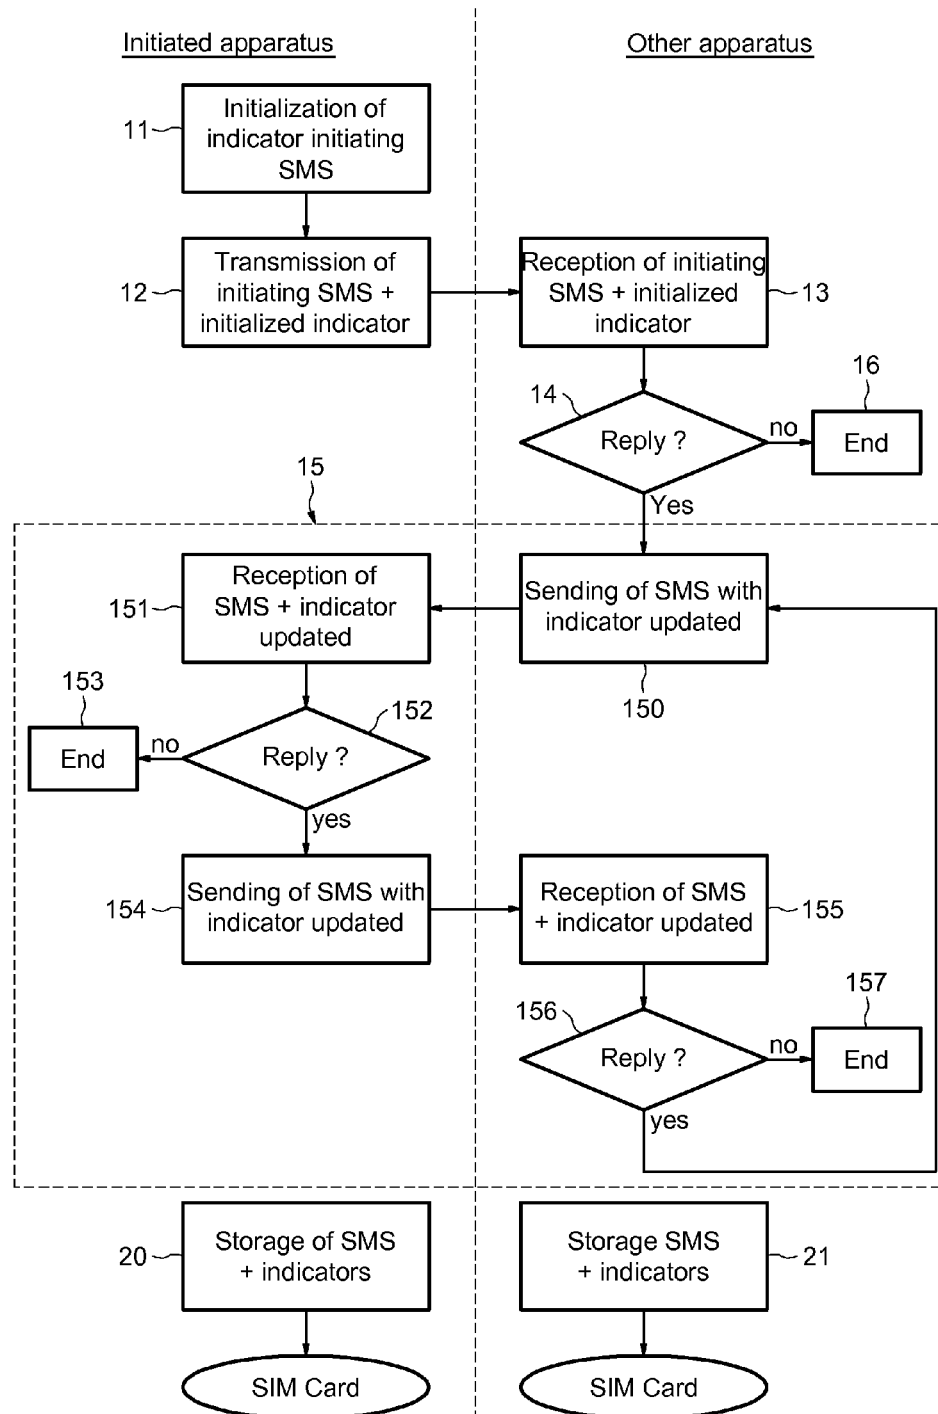 Initiated apparatus
Other apparatus
11
Initialization of
indicator initiating
SMS
12
Transmission of
initiating SMS +
initialized indicator
Reception of initiating
SMS + initialized
indicator
13
14
Reply ?
no
16
End
Yes
15
151
Reception of
SMS + indicator
updated
Sending of SMS with
indicator updated
150
153
End
no
152
Reply ?
yes
154
Sending of SMS with
indicator updated
Reception of SMS
+ indicator updated
155
156
Reply ?
no
157
End
yes
20
Storage of SMS
+ indicators
Storage SMS
+ indicators
21
SIM Card
SIM Card